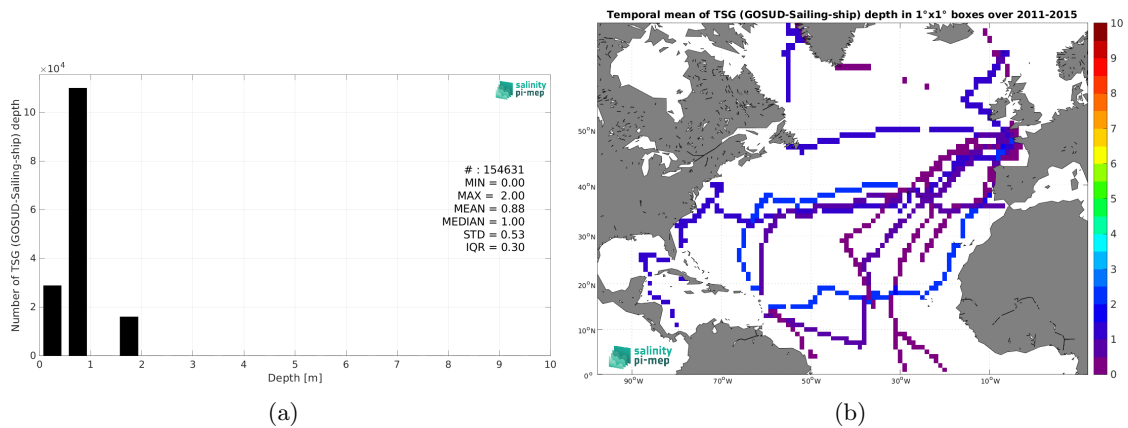 ×10⁴
10
8
6
4
2
0
Number of TSG (GOSUD-Sailing-ship) depth
salinity
pi-mep
# : 154631
MIN = 0.00
MAX = 2.00
MEAN = 0.88
MEDIAN = 1.00
STD = 0.53
IQR = 0.30
0 1 2 3 4 5 6 7 8 9 10
Depth [m]
(a)
Temporal mean of TSG (GOSUD-Sailing-ship) depth in 1°x1° boxes over 2011-2015
50°N
40°N
30°N
20°N
10°N
0°
90°W 70°W 50°W 30°W 10°W
salinity
pi-mep
10
9
8
7
6
5
4
3
2
1
0
(b)